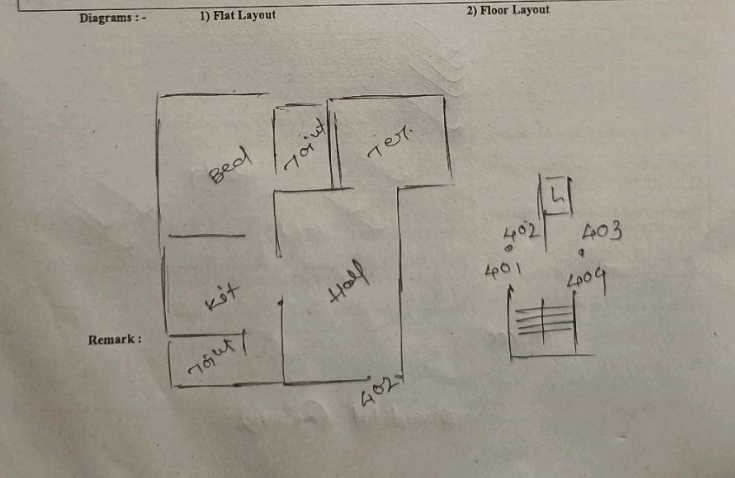 Diagrams : -
1) Flat Layout
2) Floor Layout
Bed
Toilet
Ter.
L
402
403
401
404
Kit
Hall
Remark :
Toilet
402